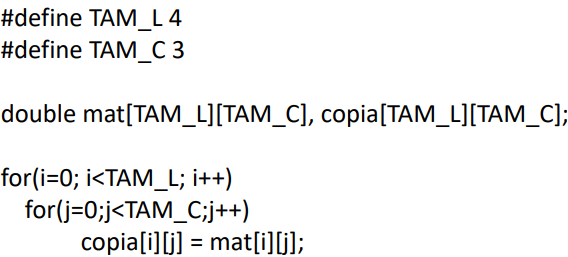 #define TAM_L 4
#define TAM_C 3
double mat[TAM_L][TAM_C], copia[TAM_L][TAM_C];
for(i=0; i<TAM_L; i++)
for(j=0;j<TAM_C;j++)
copia[i][j] = mat[i][j];